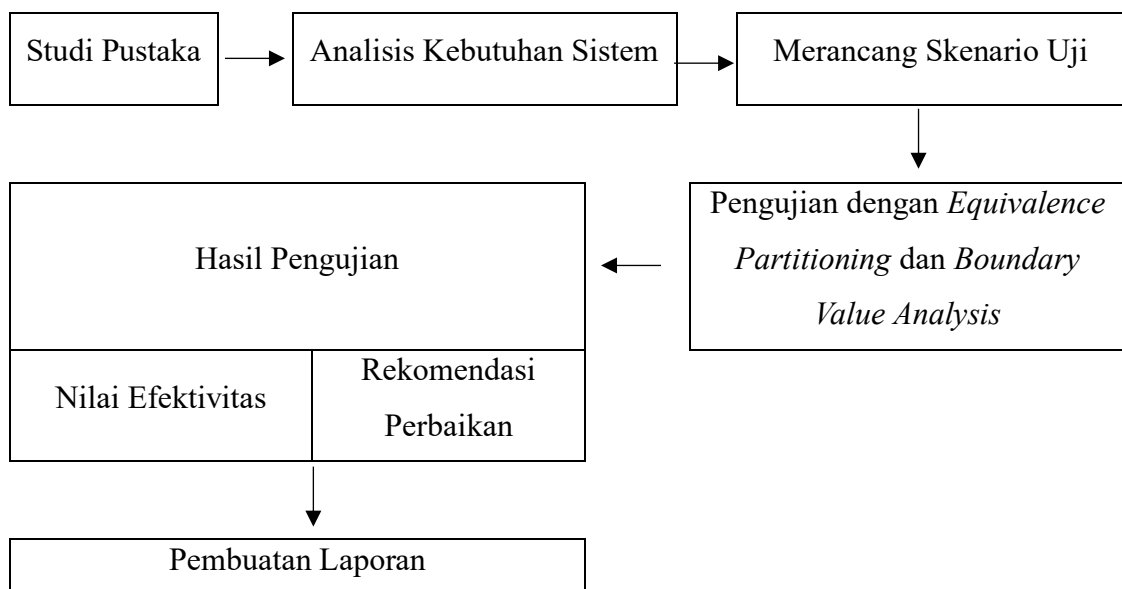 Studi Pustaka
Analisis Kebutuhan Sistem
Merancang Skenario Uji
Pengujian dengan Equivalence
Partitioning dan Boundary
Value Analysis
Hasil Pengujian
Nilai Efektivitas
Rekomendasi
Perbaikan
Pembuatan Laporan